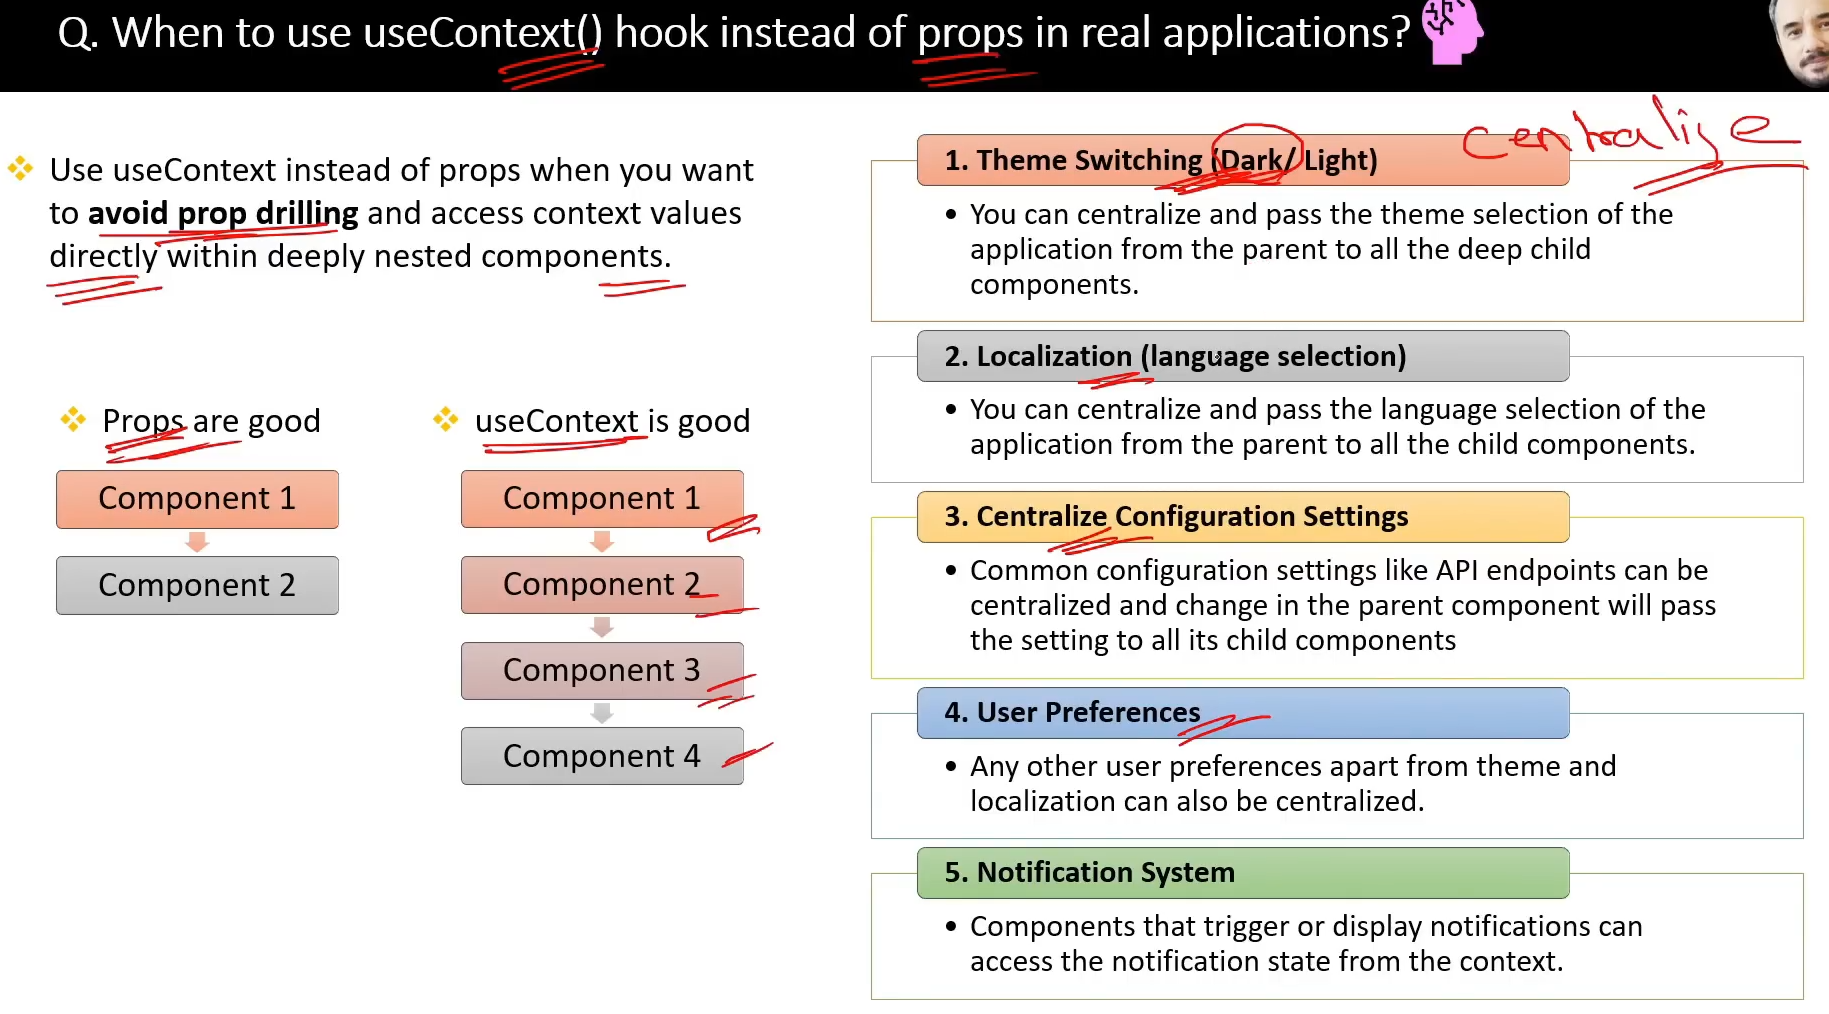 Q. When to use useContext() hook instead of props in real applications?
Use useContext instead of props when you want
to avoid prop drilling and access context values
directly within deeply nested components.
Props are good
Component 1
Component 2
useContext is good
Component 1
Component 2
Component 3
Component 4
centralize
1. Theme Switching (Dark/ Light)
• You can centralize and pass the theme selection of the
application from the parent to all the deep child
components.
2. Localization (language selection)
• You can centralize and pass the language selection of the
application from the parent to all the child components.
3. Centralize Configuration Settings
• Common configuration settings like API endpoints can be
centralized and change in the parent component will pass
the setting to all its child components
4. User Preferences
• Any other user preferences apart from theme and
localization can also be centralized.
5. Notification System
• Components that trigger or display notifications can
access the notification state from the context.